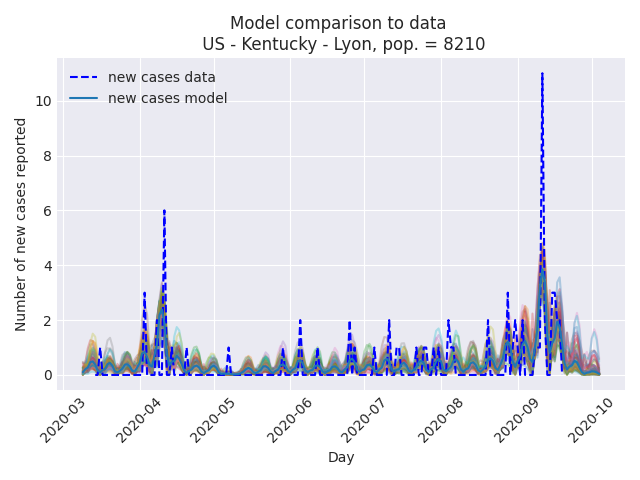 Model comparison to data
US - Kentucky - Lyon, pop. = 8210
new cases data
new cases model
Number of new cases reported
10
8
6
4
2
0
2020-03
2020-04
2020-05
2020-06
2020-07
2020-08
2020-09
2020-10
Day